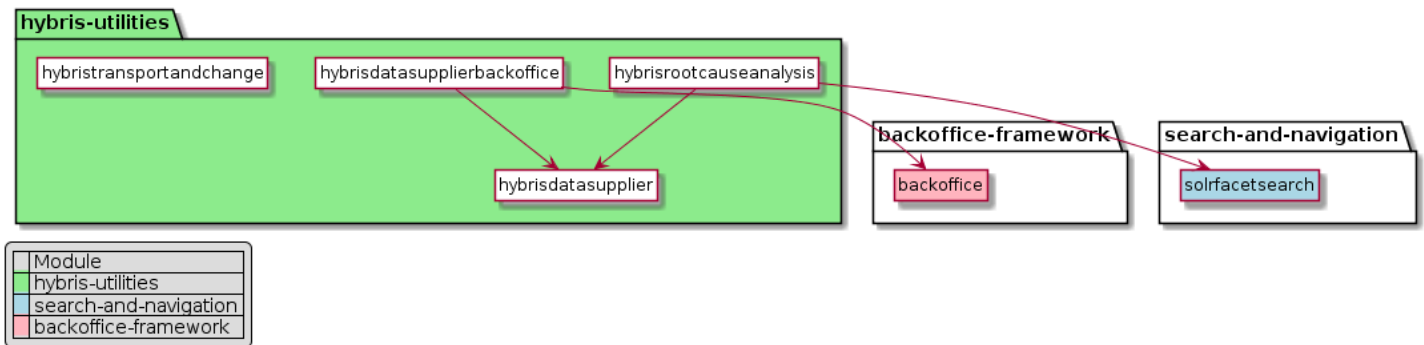 hybris-utilities
hybristransportandchange
hybrisdatasupplierbackoffice
hybrisrootcauseanalysis
hybrisdatasupplier
backoffice-framework
backoffice
search-and-navigation
solrfacetsearch
Module
hybris-utilities
search-and-navigation
backoffice-framework